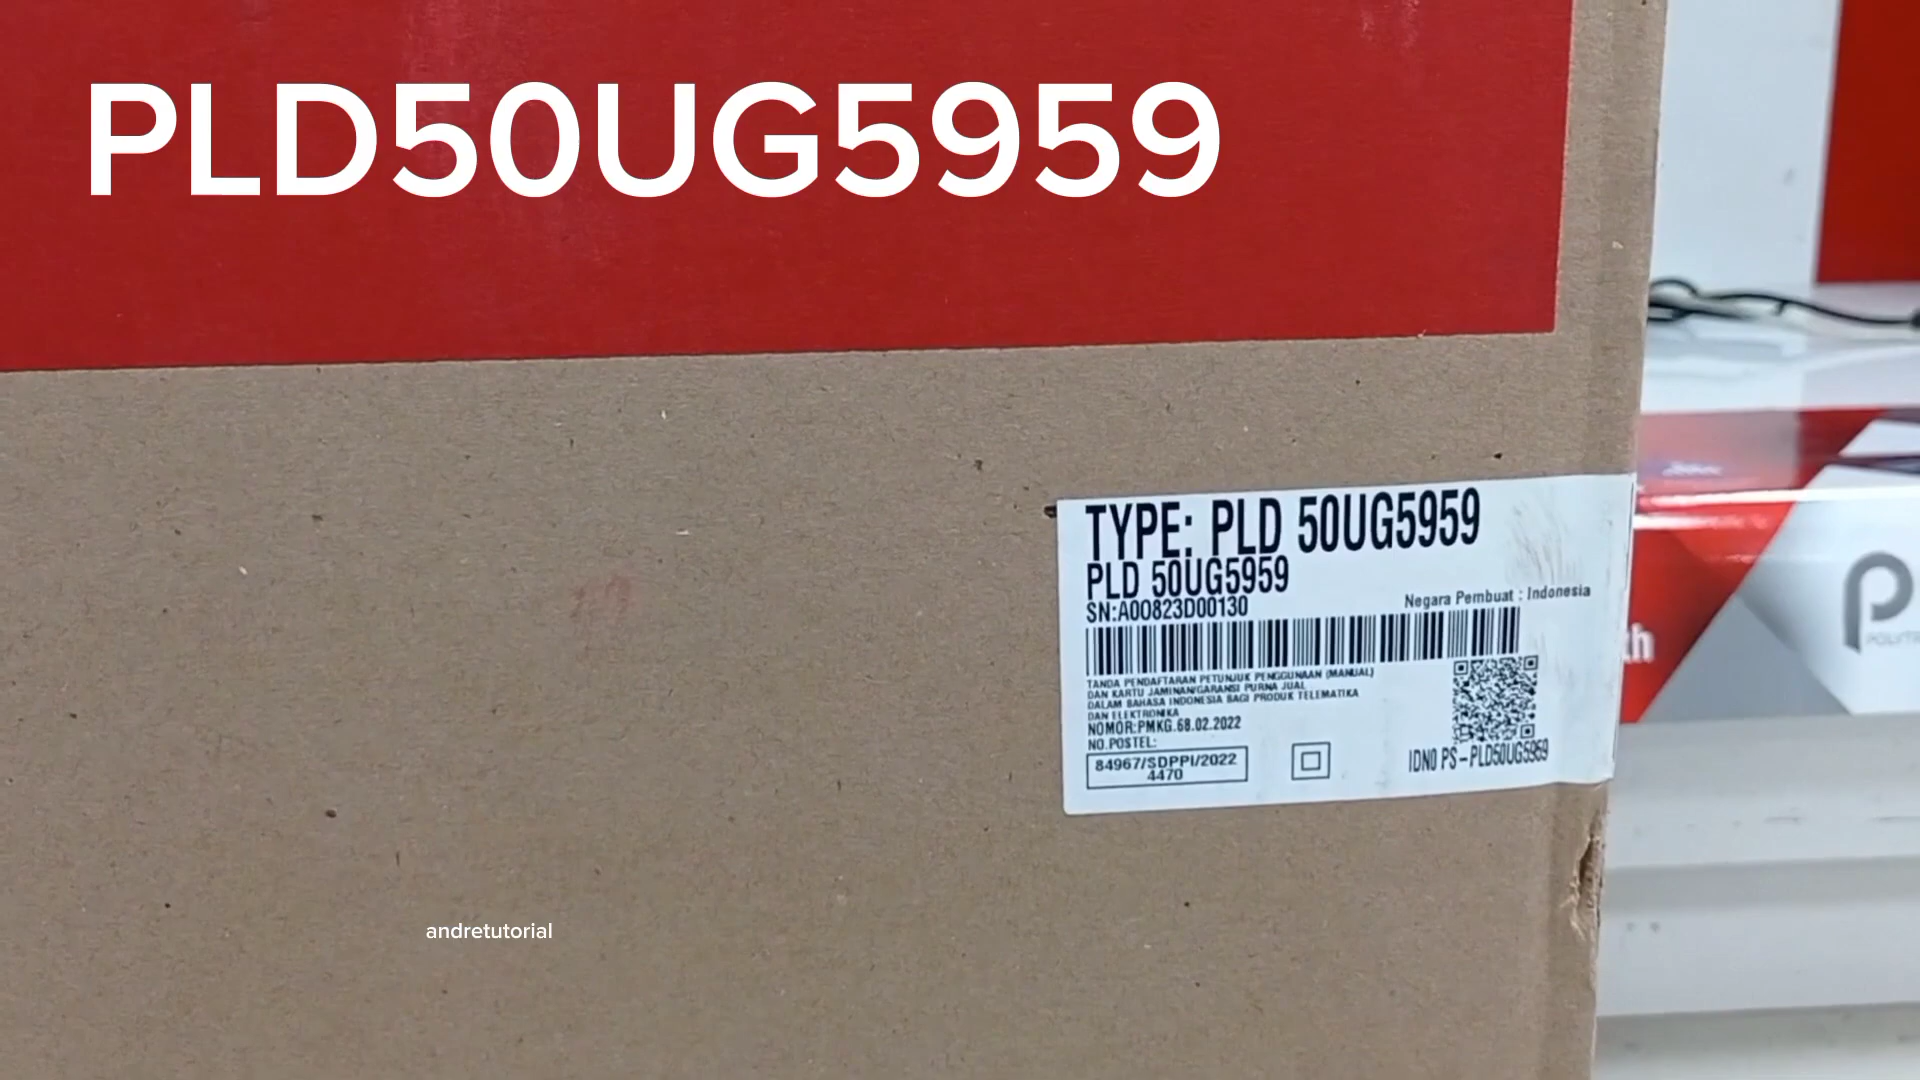 PLD50UG5959
TYPE: PLD 50UG5959
PLD 50UG5959
SN:A00823D00130
Negara Pembuat : Indonesia
TANDA PENDAFTARAN PETUNJUK PENGGUNAAN (MANUAL)
DAN KARTU JAMINAN/GARANSI PURNA JUAL
DALAM BAHASA INDONESIA BAGI PRODUK TELEMATIKA
DAN ELEKTRONIKA
NOMOR:PMKG.68.02.2022
NO.POSTEL:
84967/SDPPI/2022
4470
IDNO PS-PLD50UG5959
andretutorial